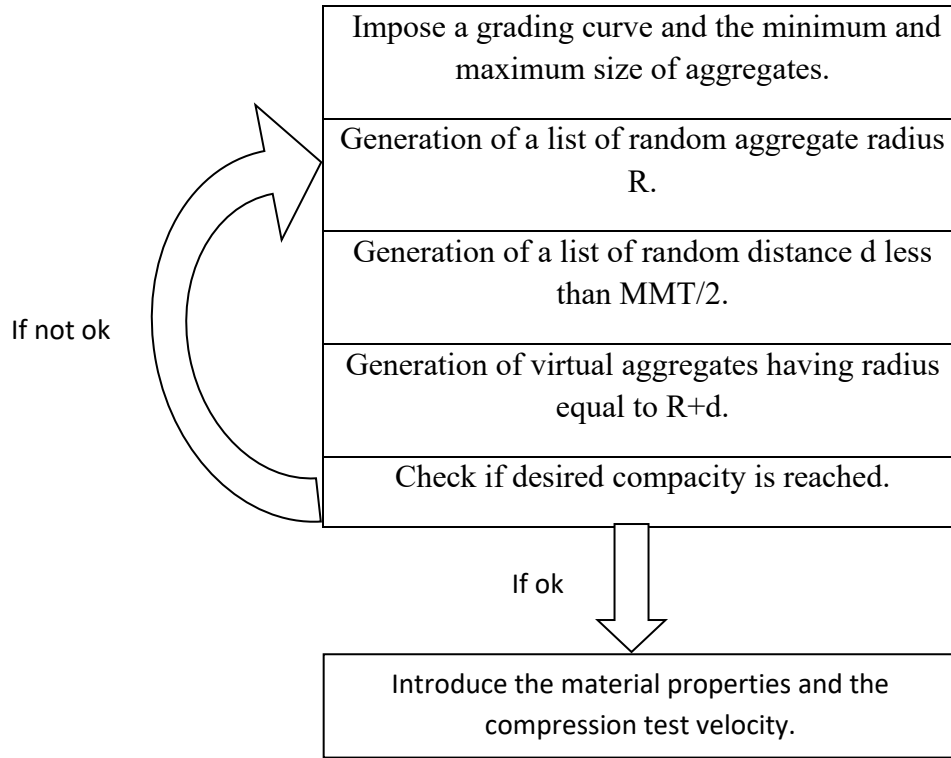 Impose a grading curve and the minimum and
maximum size of aggregates.
Generation of a list of random aggregate radius
R.
Generation of a list of random distance d less
than MMT/2.
Generation of virtual aggregates having radius
equal to R+d.
Check if desired compacity is reached.
If not ok
If ok
Introduce the material properties and the
compression test velocity.